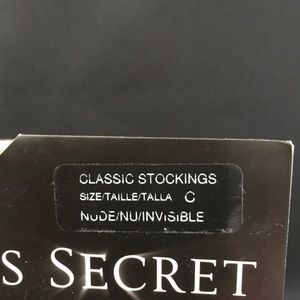 CLASSIC STOCKINGS
SIZE/TAILLE/TALLA C
NUDE/NU/INVISIBLE
S SECRET